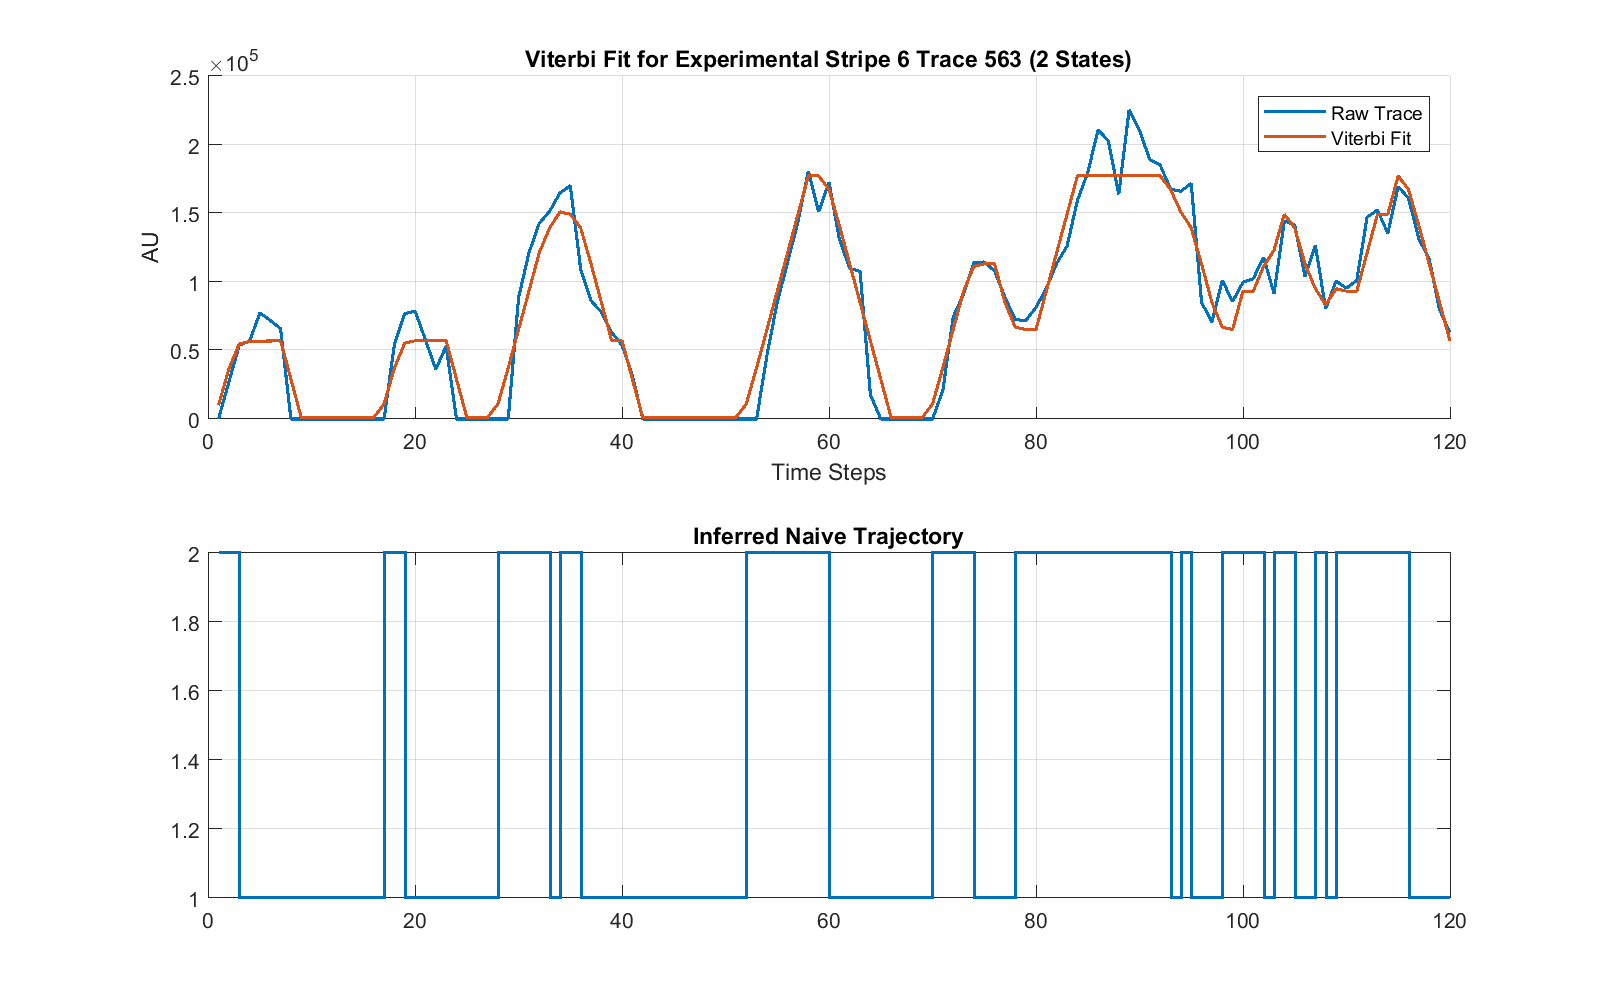 Viterbi Fit for Experimental Stripe 6 Trace 563 (2 States)
×10^5
2.5
2
1.5
1
0.5
0
AU
Raw Trace
Viterbi Fit
0 20 40 60 80 100 120
Time Steps
Inferred Naive Trajectory
2
1.8
1.6
1.4
1.2
1
0 20 40 60 80 100 120